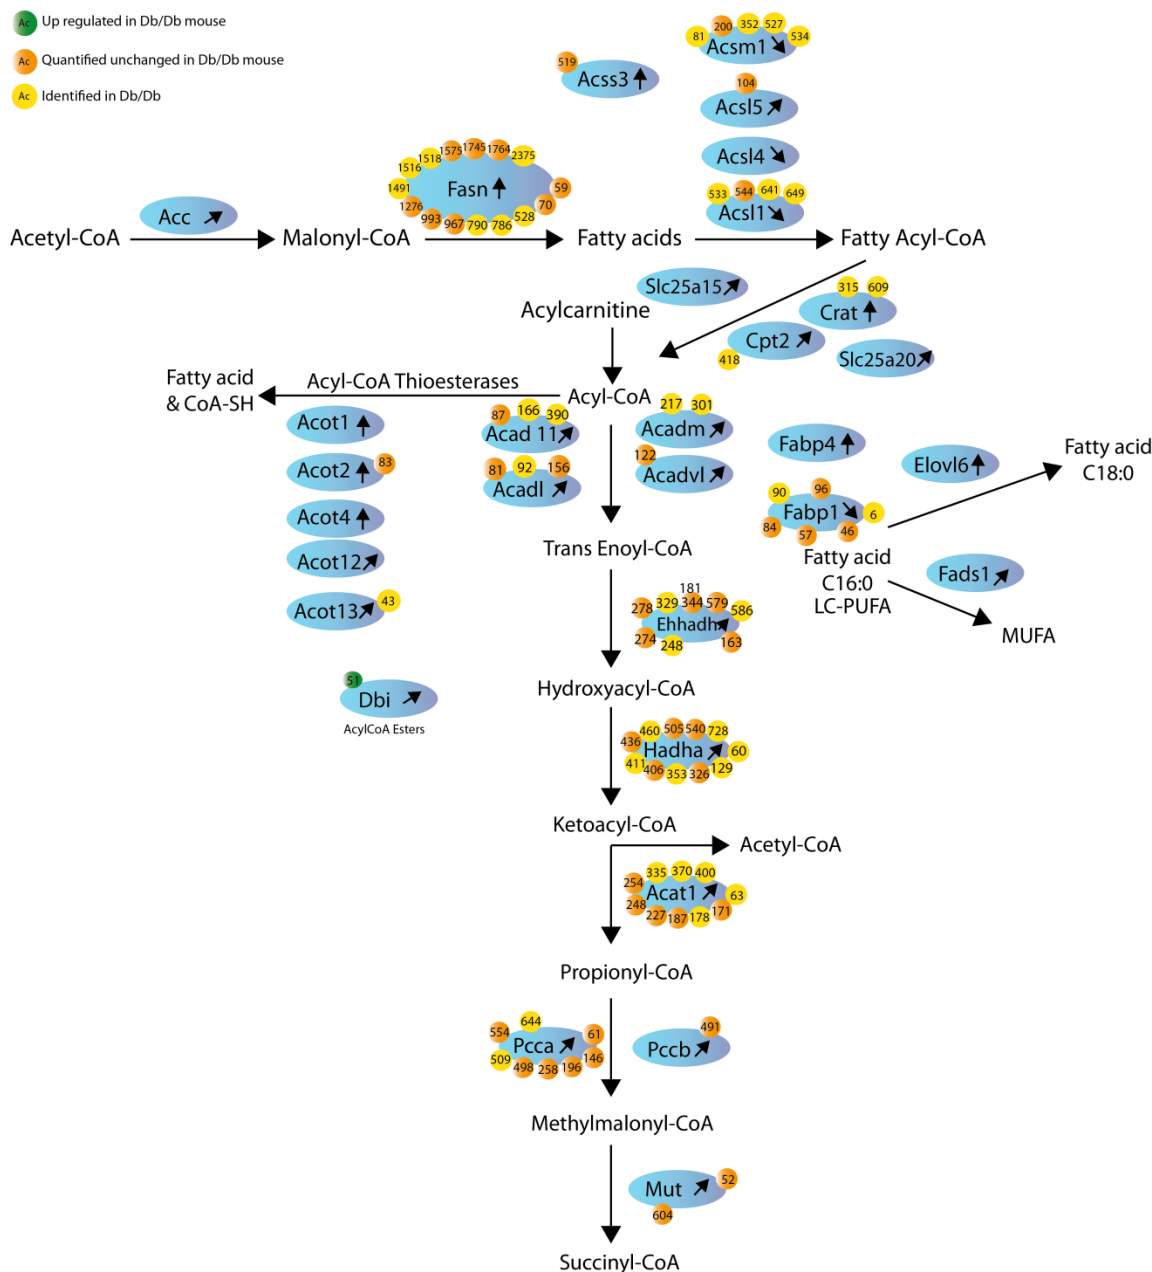 Ac Up regulated in Db/Db mouse
Ac Quantified unchanged in Db/Db mouse
Ac Identified in Db/Db
81 200 352 527 534
Acsm1
519
Acss3
104
Acsl5
Acsl4
533 544 641 649
Acsl1
1491 1516 1518 1575 1745 1764 2375
Fasn
59
70
1276 993 967 790 786 528
Acc
Acetyl-CoA
Malonyl-CoA
Fatty acids
Fatty Acyl-CoA
Slc25a15
315 609
Crat
Cpt2
418
Slc25a20
Acylcarnitine
Fatty acid
& CoA-SH
Acyl-CoA Thioesterases
Acyl-CoA
Acot1
Acot2
83
Acot4
Acot12
Acot13
43
87 166 390
Acad 11
81 92 156
Acadl
217 301
Acadm
122
Acadvl
Fabp4
Elovl6
Fatty acid
C18:0
90 96 6
Fabp1
84 57 46
Fatty acid
C16:0
LC-PUFA
Fads1
MUFA
Trans Enoyl-CoA
181
278 329 344 579 586
Ehhadh
274 248 163
Hydroxyacyl-CoA
51
Dbi
AcylCoA Esters
436 460 505 540 728 60
Hadha
411 406 353 326 129
Ketoacyl-CoA
Acetyl-CoA
254 335 370 400 63
Acat1
248 227 187 178 171
Propionyl-CoA
554 644 61
Pcca
509 498 258 196 146
491
Pccb
Methylmalonyl-CoA
52
Mut
604
Succinyl-CoA